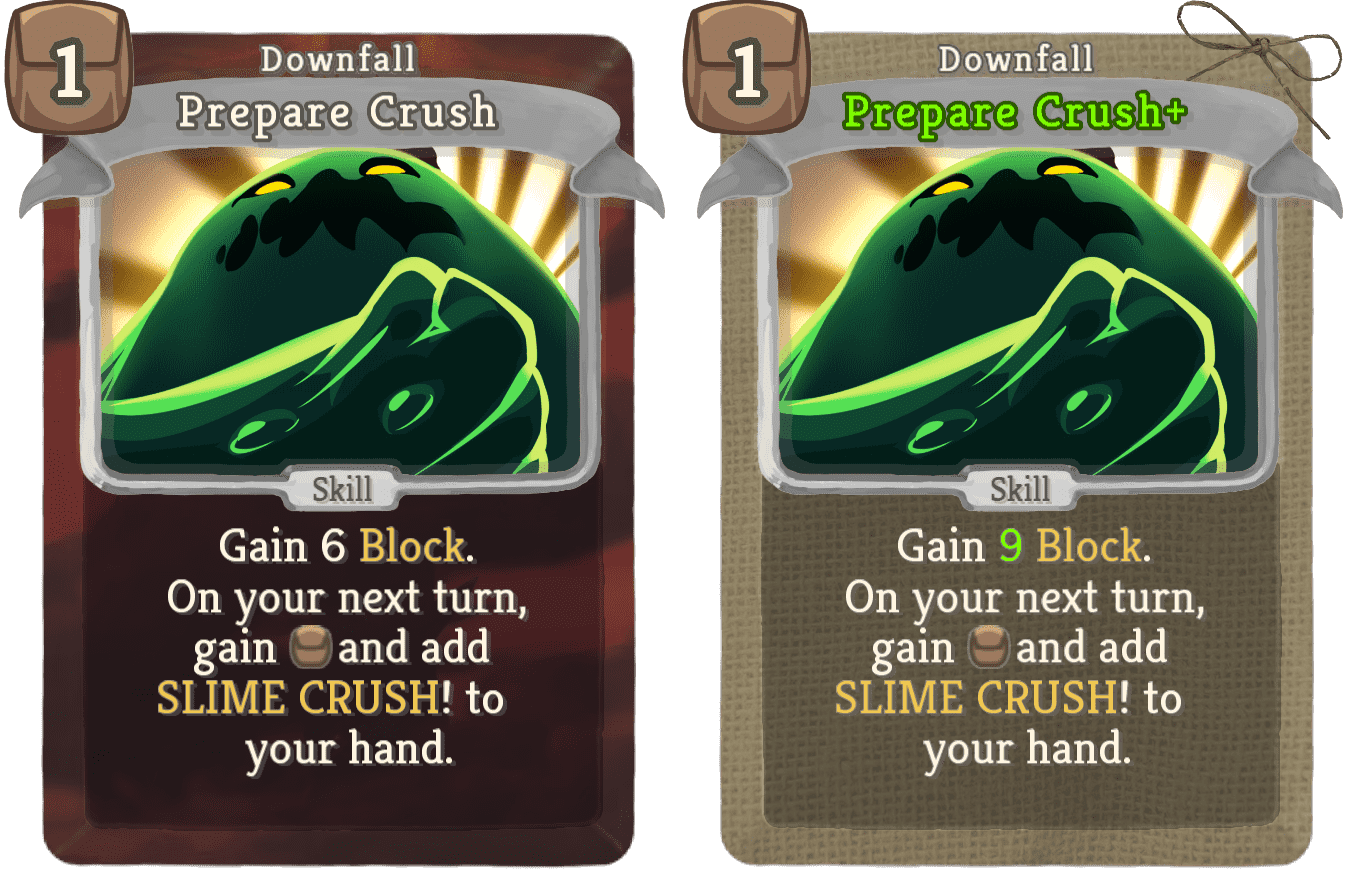 1
Downfall
Prepare Crush
Skill
Gain 6 Block.
On your next turn,
gain and add
SLIME CRUSH! to
your hand.
1
Downfall
Prepare Crush+
Skill
Gain 9 Block.
On your next turn,
gain and add
SLIME CRUSH! to
your hand.